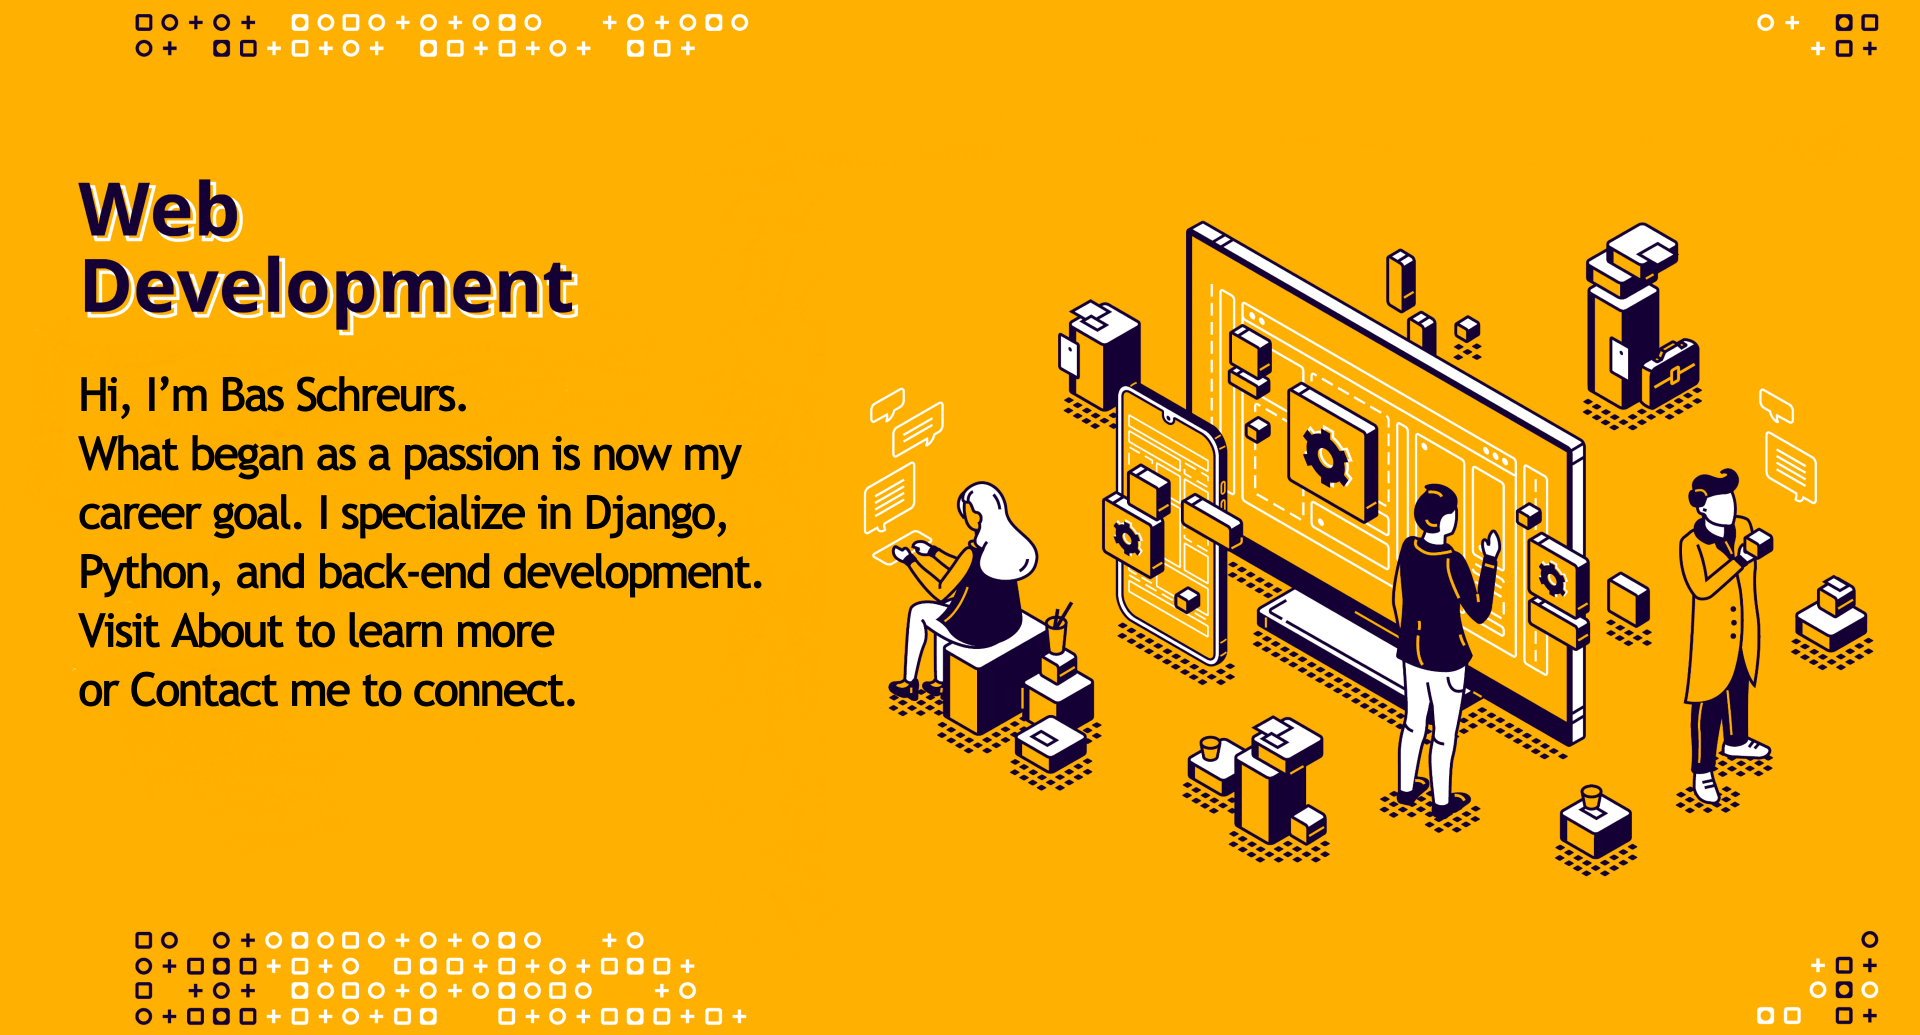 Web
Development
Hi, I’m Bas Schreurs.
What began as a passion is now my
career goal. I specialize in Django,
Python, and back-end development.
Visit About to learn more
or Contact me to connect.